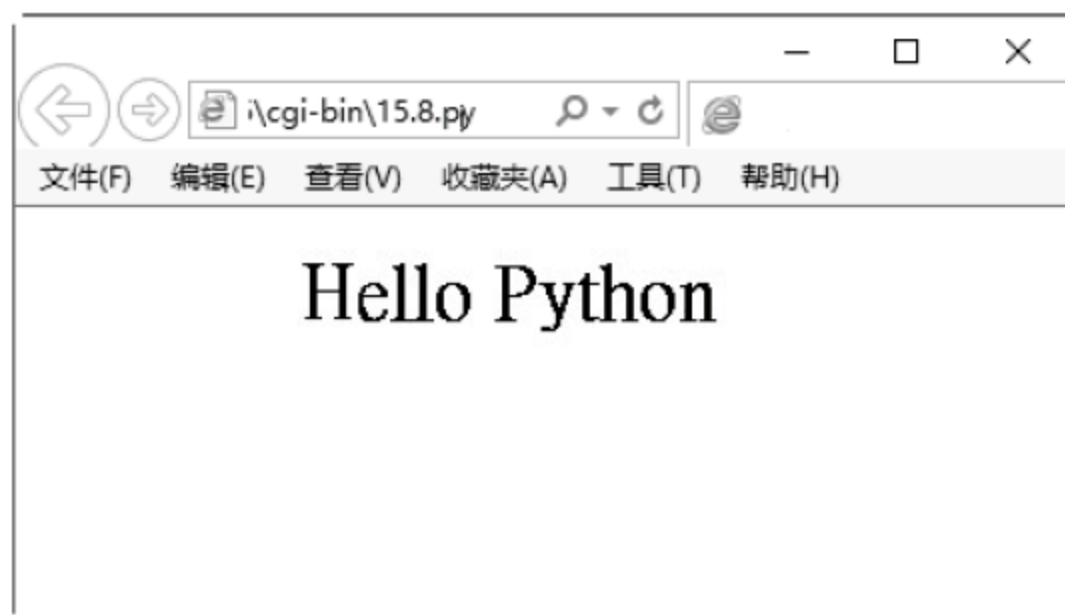 i\cgi-bin\15.8.py
文件(F) 编辑(E) 查看(V) 收藏夹(A) 工具(T) 帮助(H)
Hello Python